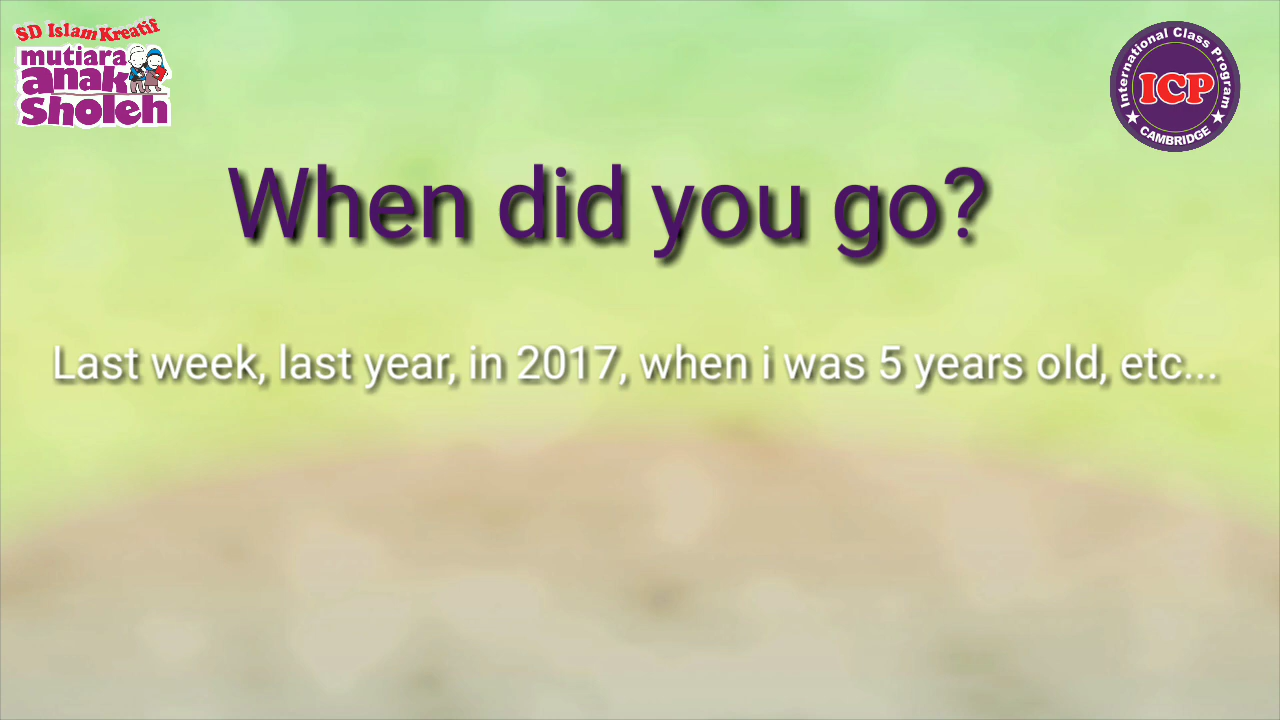 SD Islam Kreatif
mutiara
anak
Sholeh
International Class Program
ICP
CAMBRIDGE
When did you go?
Last week, last year, in 2017, when i was 5 years old, etc...